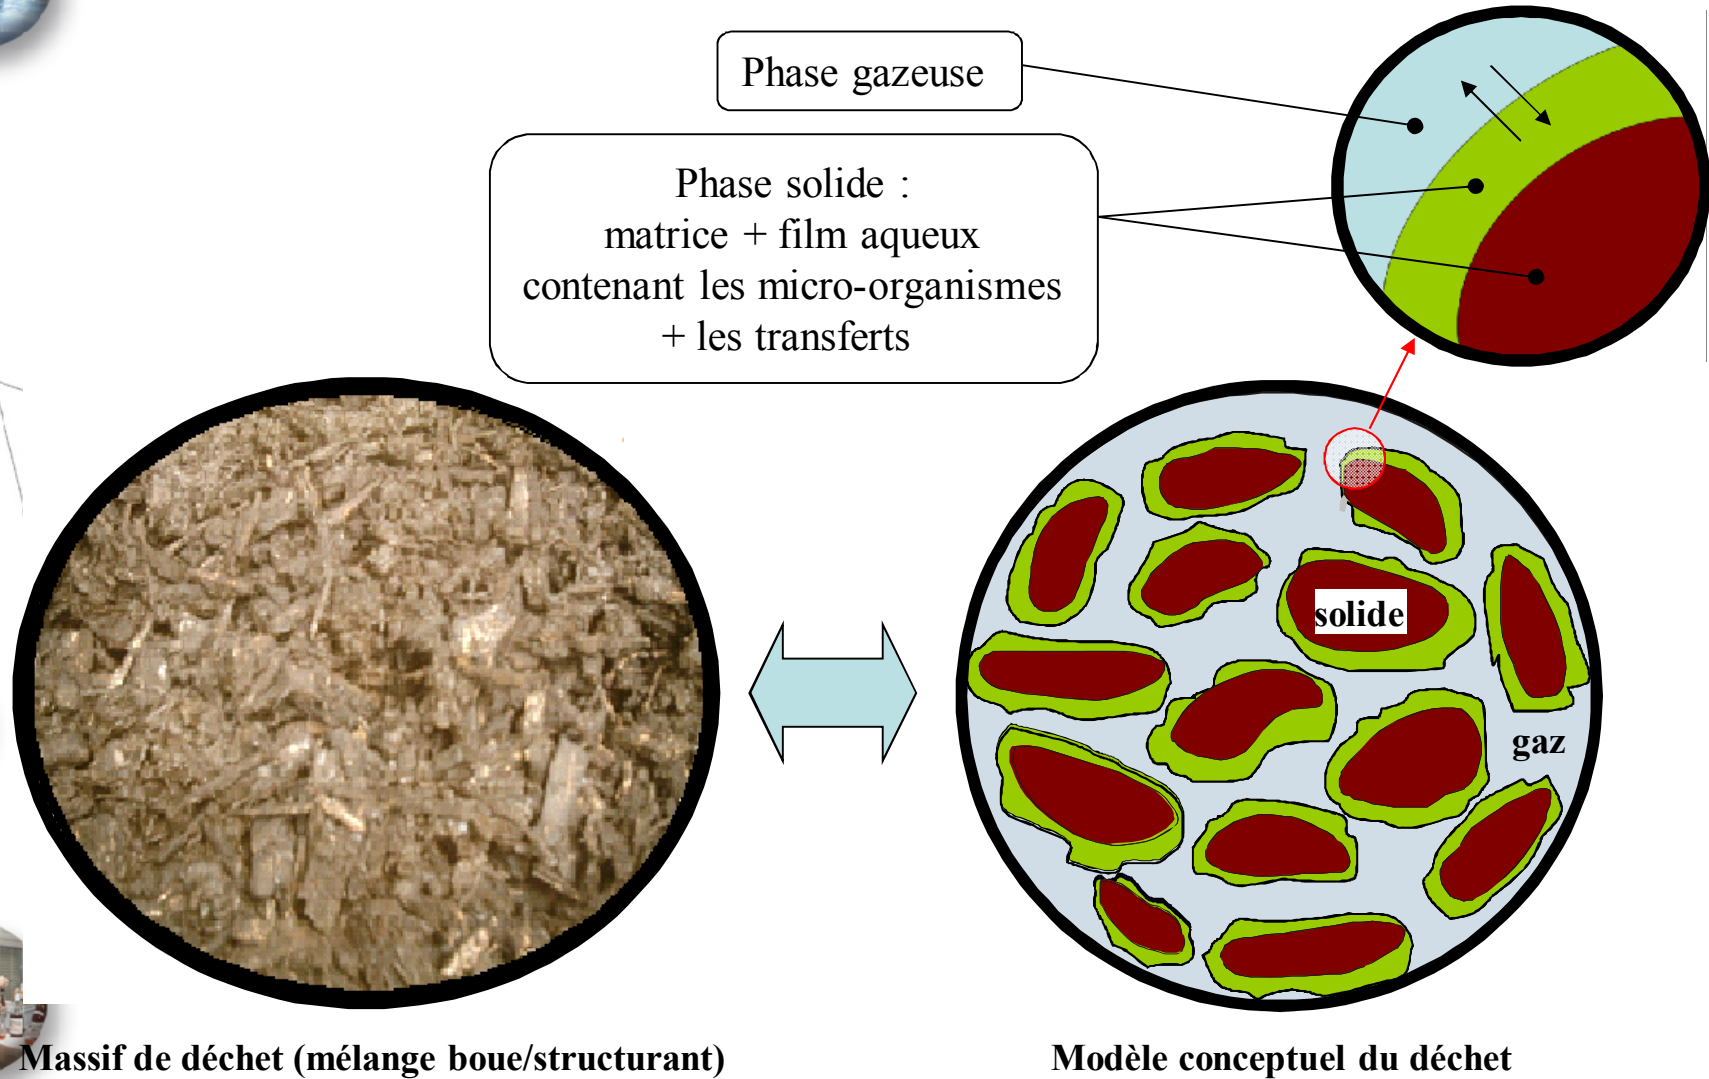 Phase gazeuse
Phase solide :
matrice + film aqueux
contenant les micro-organismes
+ les transferts
solide
gaz
Massif de déchet (mélange boue/structurant)
Modèle conceptuel du déchet